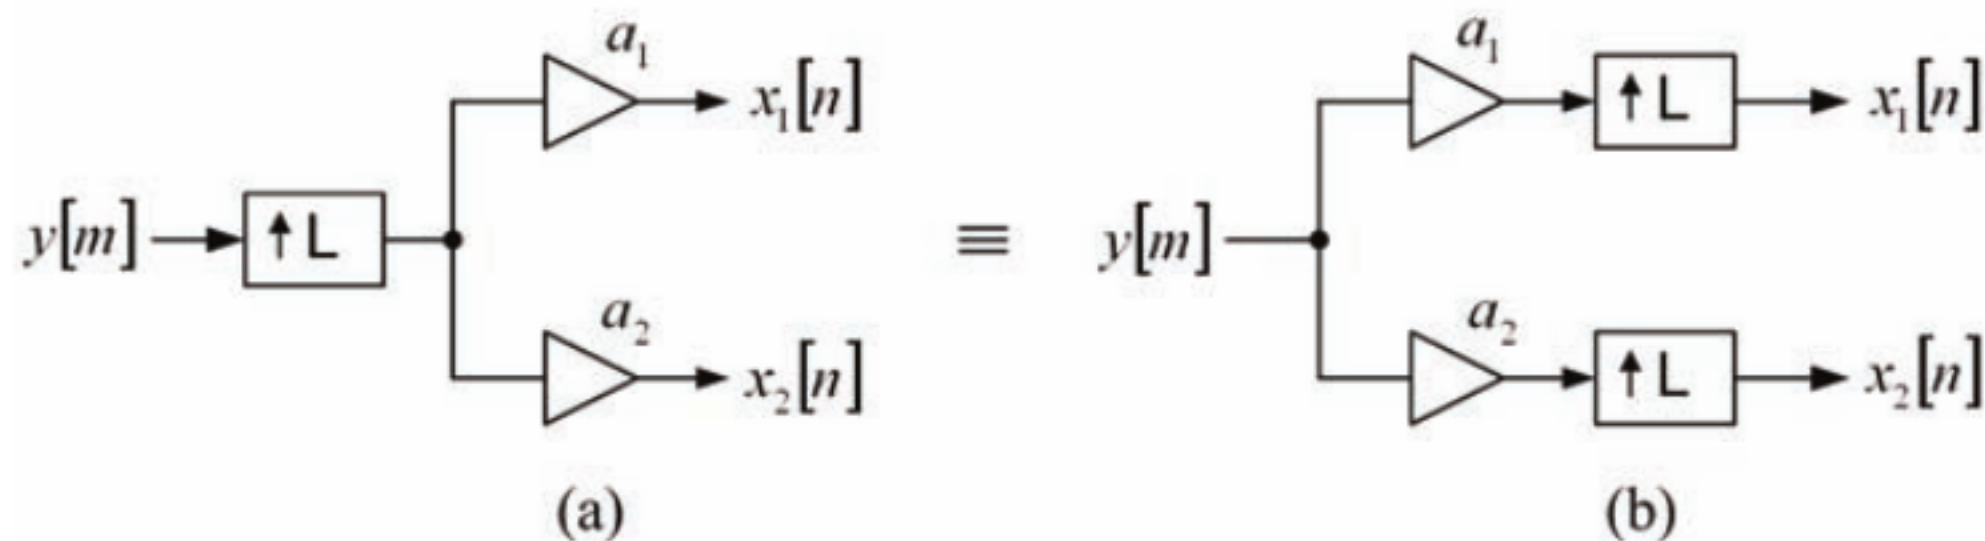 a₁
x₁[n]
y[m]
↑L
a₂
x₂[n]
(a)
≡
a₁
↑L
x₁[n]
y[m]
a₂
↑L
x₂[n]
(b)